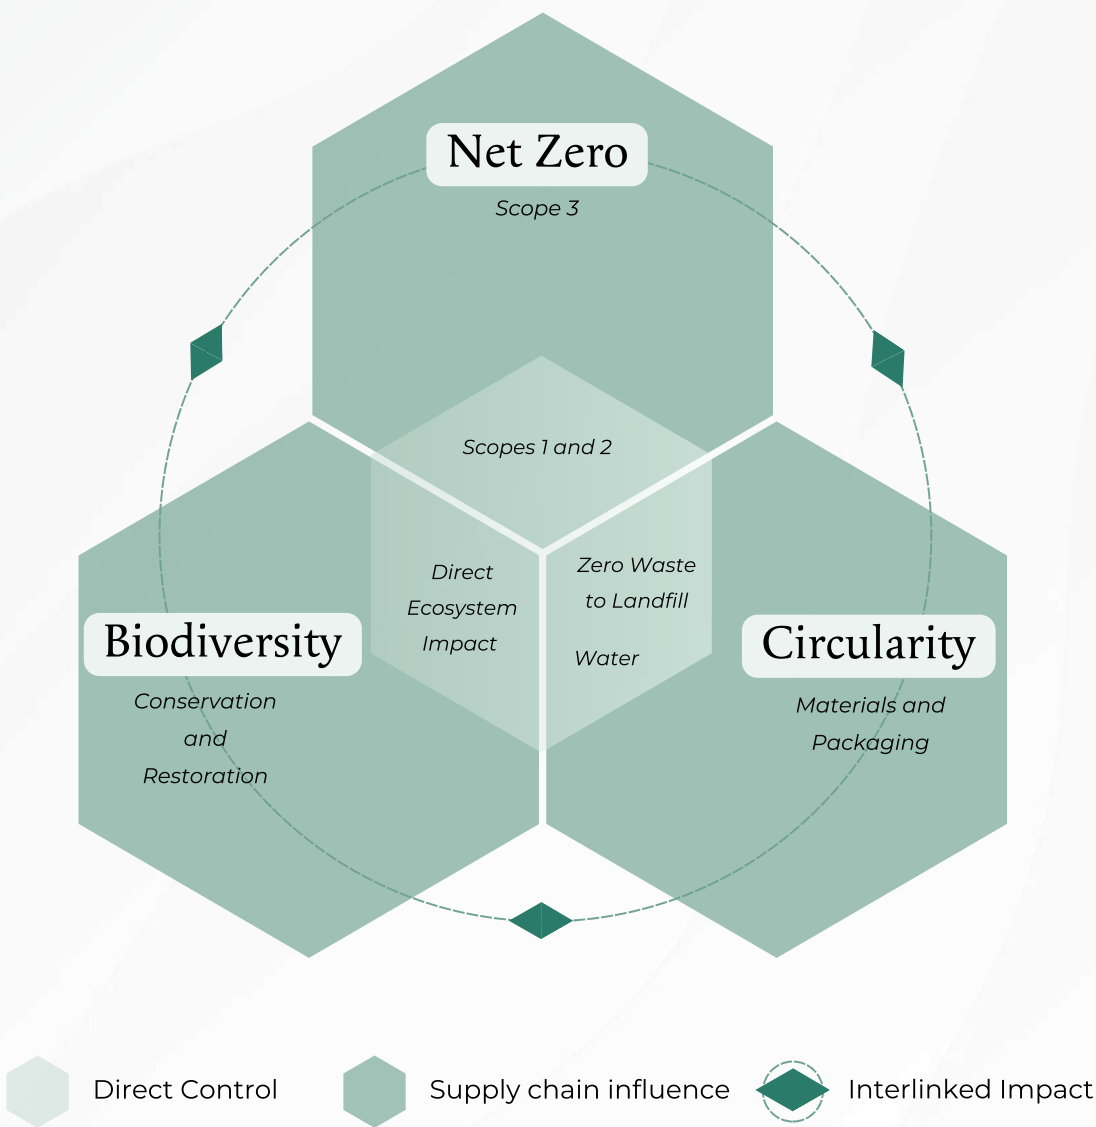 Net Zero
Scope 3
Scopes 1 and 2
Direct
Ecosystem
Impact
Zero Waste
to Landfill
Water
Biodiversity
Conservation
and
Restoration
Circularity
Materials and
Packaging
Direct Control
Supply chain influence
Interlinked Impact